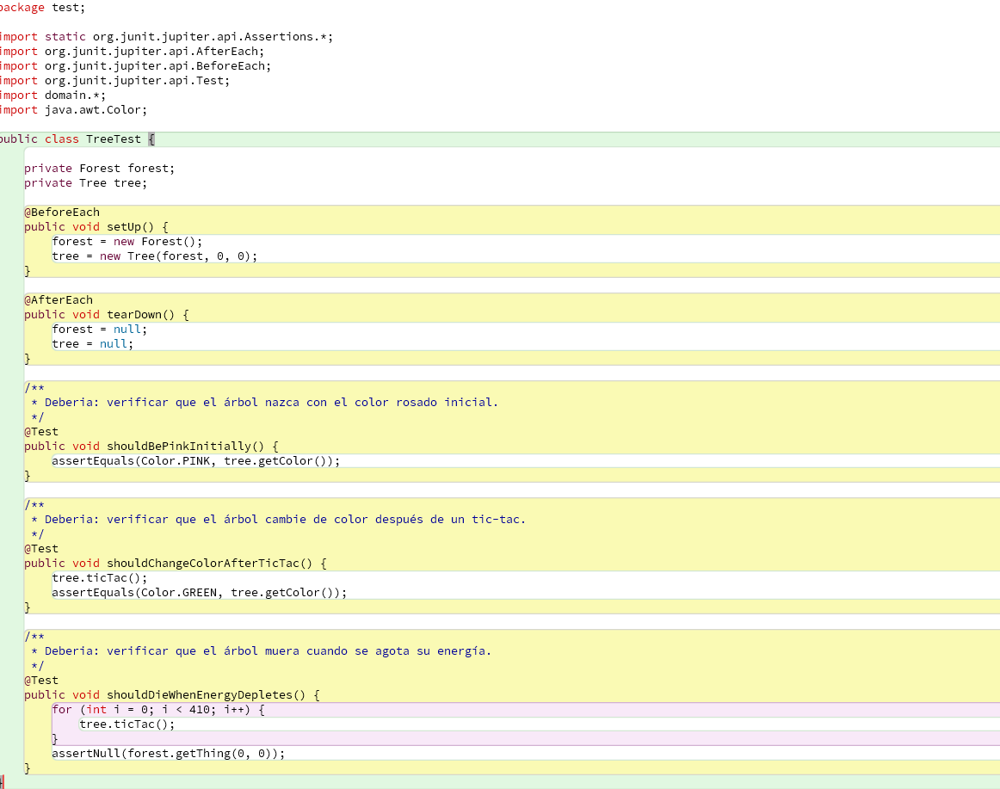 package test;
import static org.junit.jupiter.api.Assertions.*;
import org.junit.jupiter.api.AfterEach;
import org.junit.jupiter.api.BeforeEach;
import org.junit.jupiter.api.Test;
import domain.*;
import java.awt.Color;
public class TreeTest {
private Forest forest;
private Tree tree;
@BeforeEach
public void setUp() {
forest = new Forest();
tree = new Tree(forest, 0, 0);
}
@AfterEach
public void tearDown() {
forest = null;
tree = null;
}
/**
* Deberia: verificar que el árbol nazca con el color rosado inicial.
*/
@Test
public void shouldBePinkInitially() {
assertEquals(Color.PINK, tree.getColor());
}
/**
* Deberia: verificar que el árbol cambie de color después de un tic-tac.
*/
@Test
public void shouldChangeColorAfterTicTac() {
tree.ticTac();
assertEquals(Color.GREEN, tree.getColor());
}
/**
* Deberia: verificar que el árbol muera cuando se agota su energía.
*/
@Test
public void shouldDieWhenEnergyDepletes() {
for (int i = 0; i < 410; i++) {
tree.ticTac();
}
assertNull(forest.getThing(0, 0));
}
}